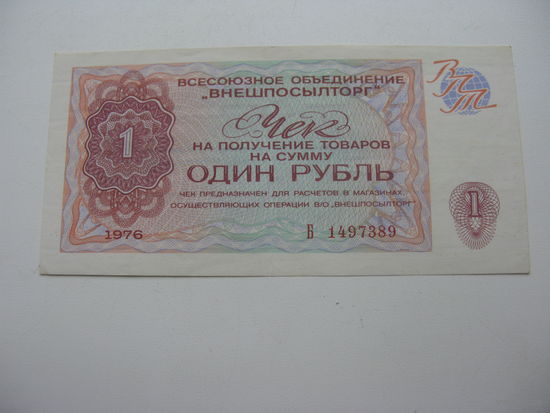 ВСЕСОЮЗНОЕ ОБЪЕДИНЕНИЕ
„ВНЕШПОСЫЛТОРГ"
ВПТ
Чек
НА ПОЛУЧЕНИЕ ТОВАРОВ
НА СУММУ
ОДИН РУБЛЬ
ЧЕК ПРЕДНАЗНАЧЕН ДЛЯ РАСЧЕТОВ В МАГАЗИНАХ,
ОСУЩЕСТВЛЯЮЩИХ ОПЕРАЦИИ В/О „ВНЕШПОСЫЛТОРГ"
1
1
1976
Б 1497389